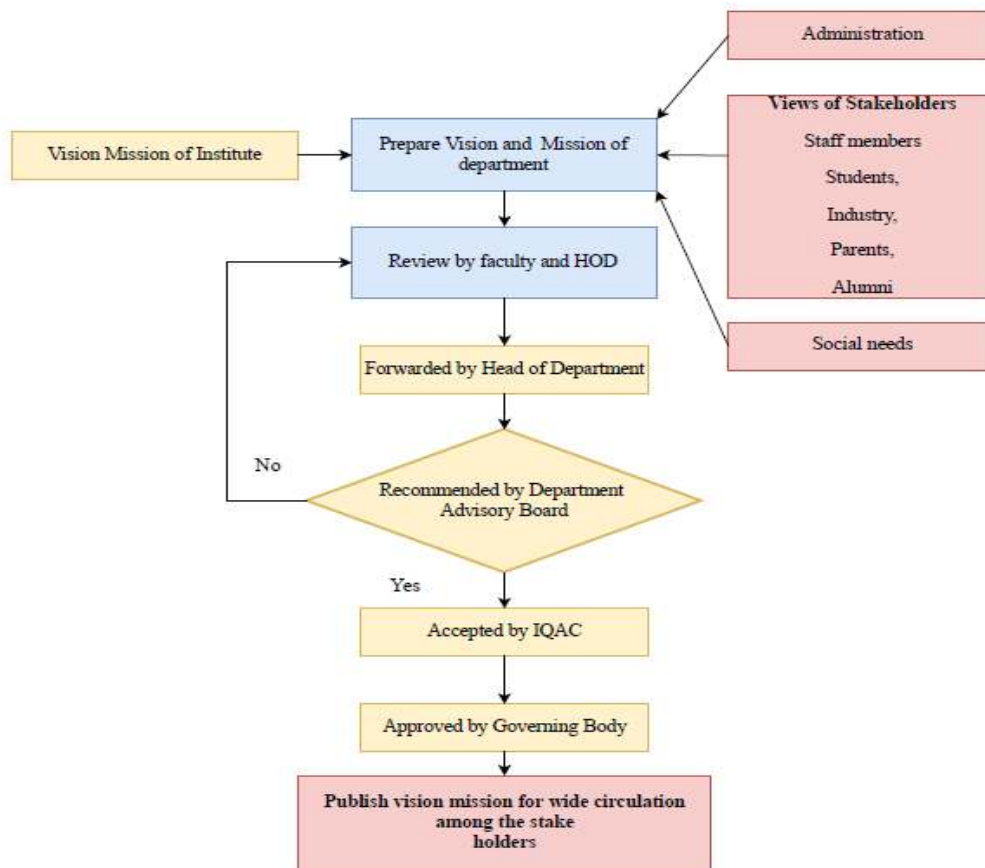 Administration
Views of Stakeholders
Staff members
Students,
Industry,
Parents,
Alumni
Social needs
Vision Mission of Institute
Prepare Vision and Mission of
department
Review by faculty and HOD
Forwarded by Head of Department
No
Recommended by Department
Advisory Board
Yes
Accepted by IQAC
Approved by Governing Body
Publish vision mission for wide circulation
among the stake
holders